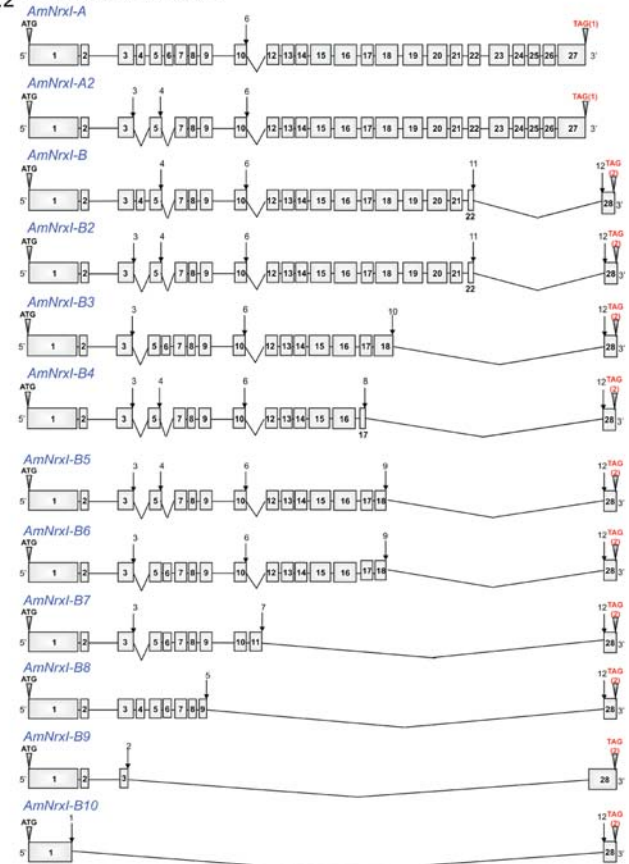 AmNrxI-A
ATG 6 TAG(1)
5' 1 2 3 4 5 6 7 8 9 10 12 13 14 15 16 17 18 19 20 21 22 23 24 25 26 27 3'
AmNrxI-A2
ATG 3 4 6 TAG(1)
5' 1 2 3 5 7 8 9 10 12 13 14 15 16 17 18 19 20 21 22 23 24 25 26 27 3'
AmNrxI-B
ATG 4 6 11 12 TAG
(2)
5' 1 2 3 4 5 7 8 9 10 12 13 14 15 16 17 18 19 20 21 28 3'
22
AmNrxI-B2
ATG 3 4 6 11 12 TAG
(2)
5' 1 2 3 5 7 8 9 10 12 13 14 15 16 17 18 19 20 21 28 3'
22
AmNrxI-B3
ATG 3 6 10 12 TAG
(2)
5' 1 2 3 5 6 7 8 9 10 12 13 14 15 16 17 18 28 3'
AmNrxI-B4
ATG 3 4 6 8 12 TAG
(2)
5' 1 2 3 5 7 8 9 10 12 13 14 15 16 28 3'
17
AmNrxI-B5
ATG 3 4 6 9 12 TAG
(2)
5' 1 2 3 5 7 8 9 10 12 13 14 15 16 17 18 28 3'
AmNrxI-B6
ATG 3 6 9 12 TAG
(2)
5' 1 2 3 5 6 7 8 9 10 12 13 14 15 16 17 18 28 3'
AmNrxI-B7
ATG 3 7 12 TAG
(2)
5' 1 2 3 5 6 7 8 9 10 11 28 3'
AmNrxI-B8
ATG 5 12 TAG
(2)
5' 1 2 3 4 5 6 7 8 9 28 3'
AmNrxI-B9
ATG 2 TAG
(2)
5' 1 2 3 28 3'
AmNrxI-B10
ATG 1 12 TAG
(2)
5' 1 28 3'